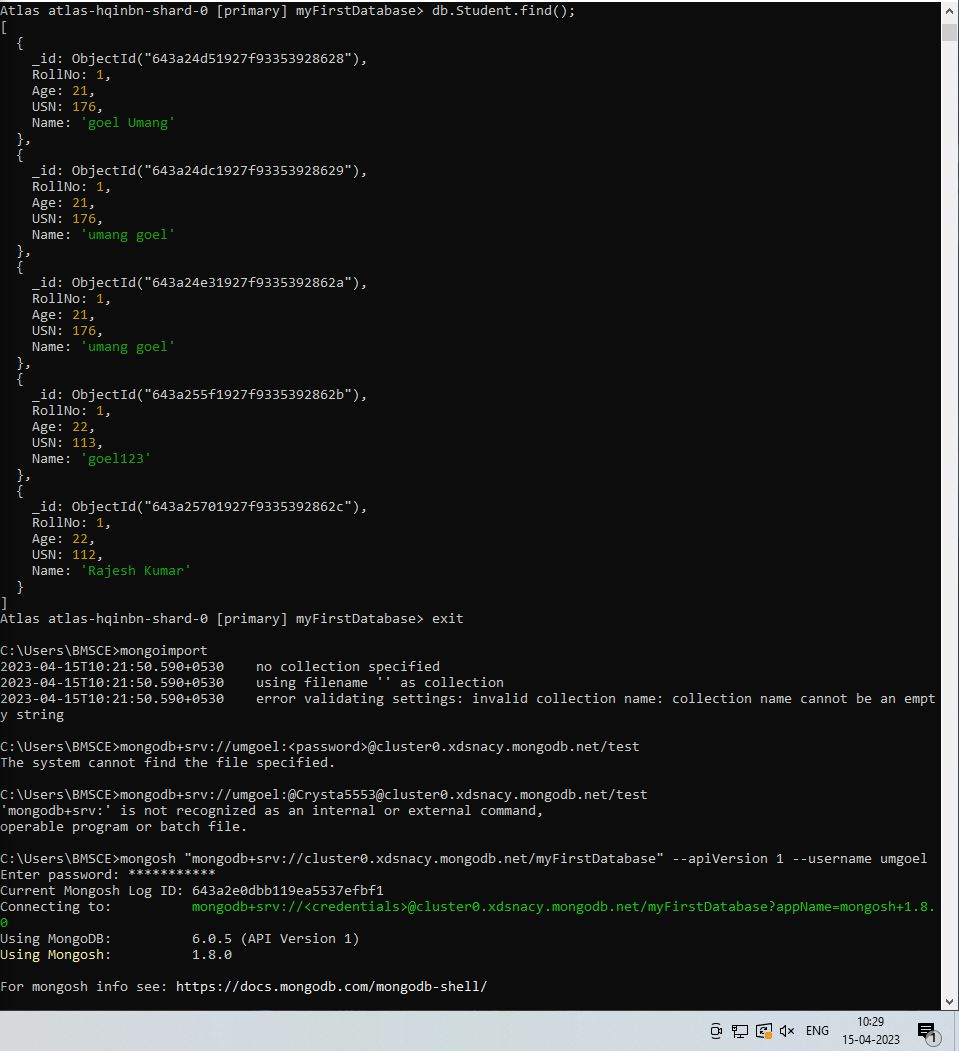 Atlas atlas-hqinbn-shard-0 [primary] myFirstDatabase> db.Student.find();
[
  {
    _id: ObjectId("643a24d51927f93353928628"),
    RollNo: 1,
    Age: 21,
    USN: 176,
    Name: 'goel Umang'
  },
  {
    _id: ObjectId("643a24dc1927f93353928629"),
    RollNo: 1,
    Age: 21,
    USN: 176,
    Name: 'umang goel'
  },
  {
    _id: ObjectId("643a24e31927f9335392862a"),
    RollNo: 1,
    Age: 21,
    USN: 176,
    Name: 'umang goel'
  },
  {
    _id: ObjectId("643a255f1927f9335392862b"),
    RollNo: 1,
    Age: 22,
    USN: 113,
    Name: 'goel123'
  },
  {
    _id: ObjectId("643a25701927f9335392862c"),
    RollNo: 1,
    Age: 22,
    USN: 112,
    Name: 'Rajesh Kumar'
  }
]
Atlas atlas-hqinbn-shard-0 [primary] myFirstDatabase> exit
C:\Users\BMSCE>mongoimport
2023-04-15T10:21:50.590+0530    no collection specified
2023-04-15T10:21:50.590+0530    using filename '' as collection
2023-04-15T10:21:50.590+0530    error validating settings: invalid collection name: collection name cannot be an empt
y string
C:\Users\BMSCE>mongodb+srv://umgoel:<password>@cluster0.xdsnacy.mongodb.net/test
The system cannot find the file specified.
C:\Users\BMSCE>mongodb+srv://umgoel:@Crysta5553@cluster0.xdsnacy.mongodb.net/test
'mongodb+srv:' is not recognized as an internal or external command,
operable program or batch file.
C:\Users\BMSCE>mongosh "mongodb+srv://cluster0.xdsnacy.mongodb.net/myFirstDatabase" --apiVersion 1 --username umgoel
Enter password: ***********
Current Mongosh Log ID: 643a2e0dbb119ea5537efbf1
Connecting to:          mongodb+srv://<credentials>@cluster0.xdsnacy.mongodb.net/myFirstDatabase?appName=mongosh+1.8.
0
Using MongoDB:          6.0.5 (API Version 1)
Using Mongosh:          1.8.0
For mongosh info see: https://docs.mongodb.com/mongodb-shell/
ENG
10:29
15-04-2023
1